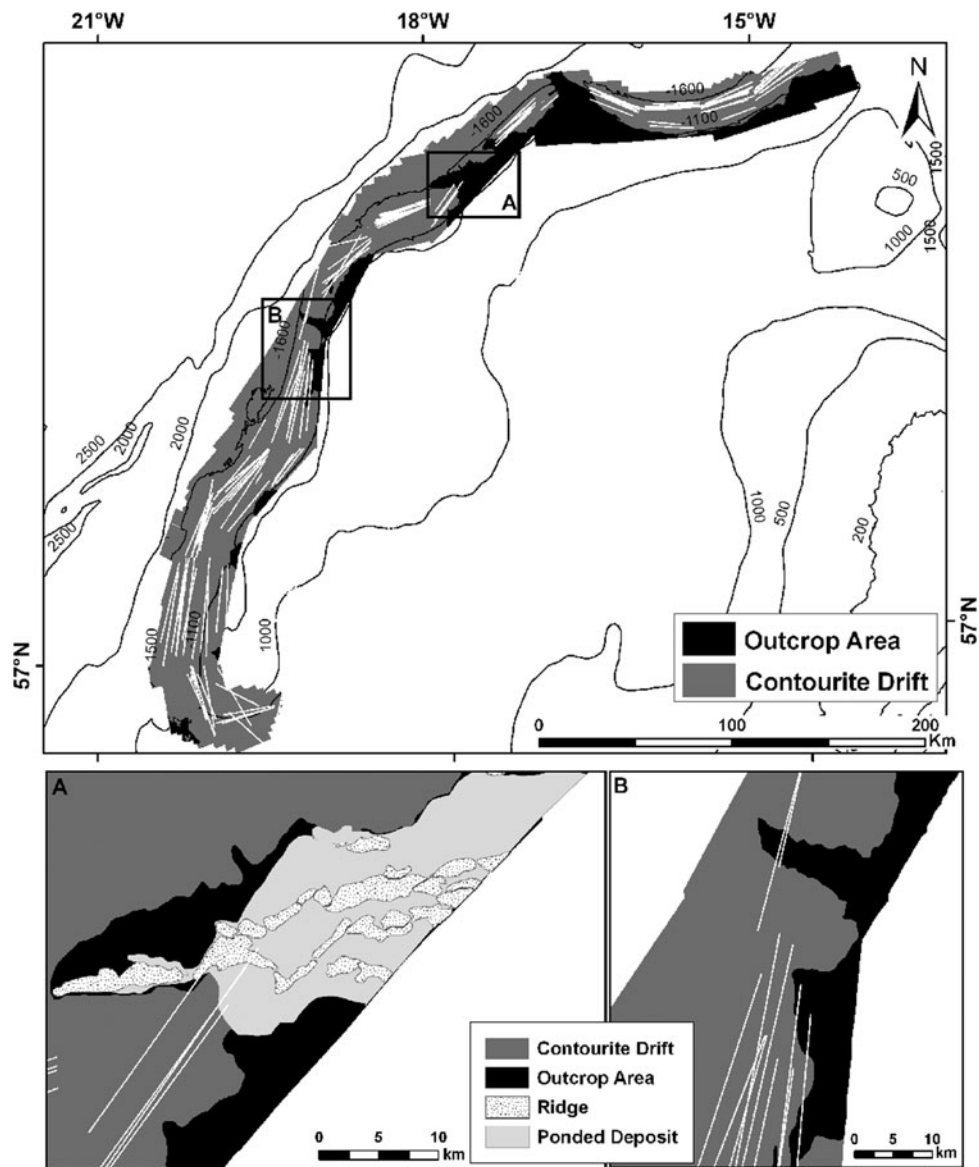 21°W 18°W 15°W
N
-1600
-1600
-1100
1500
500
1000
1500
A
B
-1600
2500
2000
2000
2500
1000
500
200
1500
1100
1000
57°N
57°N
Outcrop Area
Contourite Drift
0 100 200
Km
A
B
Contourite Drift
Outcrop Area
Ridge
Ponded Deposit
0 5 10
km
0 5 10
km